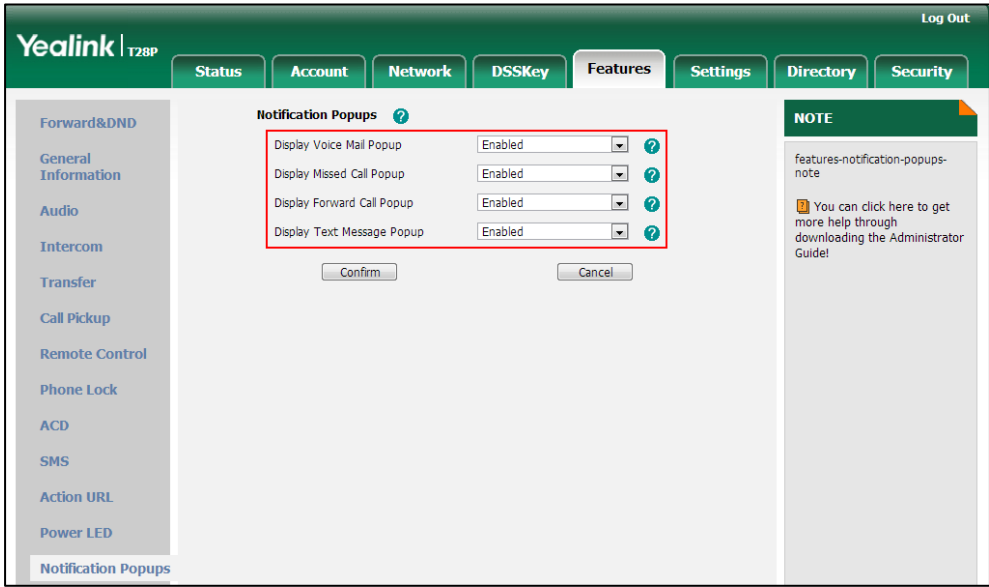 Log Out
Yealink | T28P
Status Account Network DSSKey Features Settings Directory Security
Forward&DND
General
Information
Audio
Intercom
Transfer
Call Pickup
Remote Control
Phone Lock
ACD
SMS
Action URL
Power LED
Notification Popups
Notification Popups ?
Display Voice Mail Popup Enabled ?
Display Missed Call Popup Enabled ?
Display Forward Call Popup Enabled ?
Display Text Message Popup Enabled ?
Confirm Cancel
NOTE
features-notification-popups-
note
? You can click here to get
more help through
downloading the Administrator
Guide!